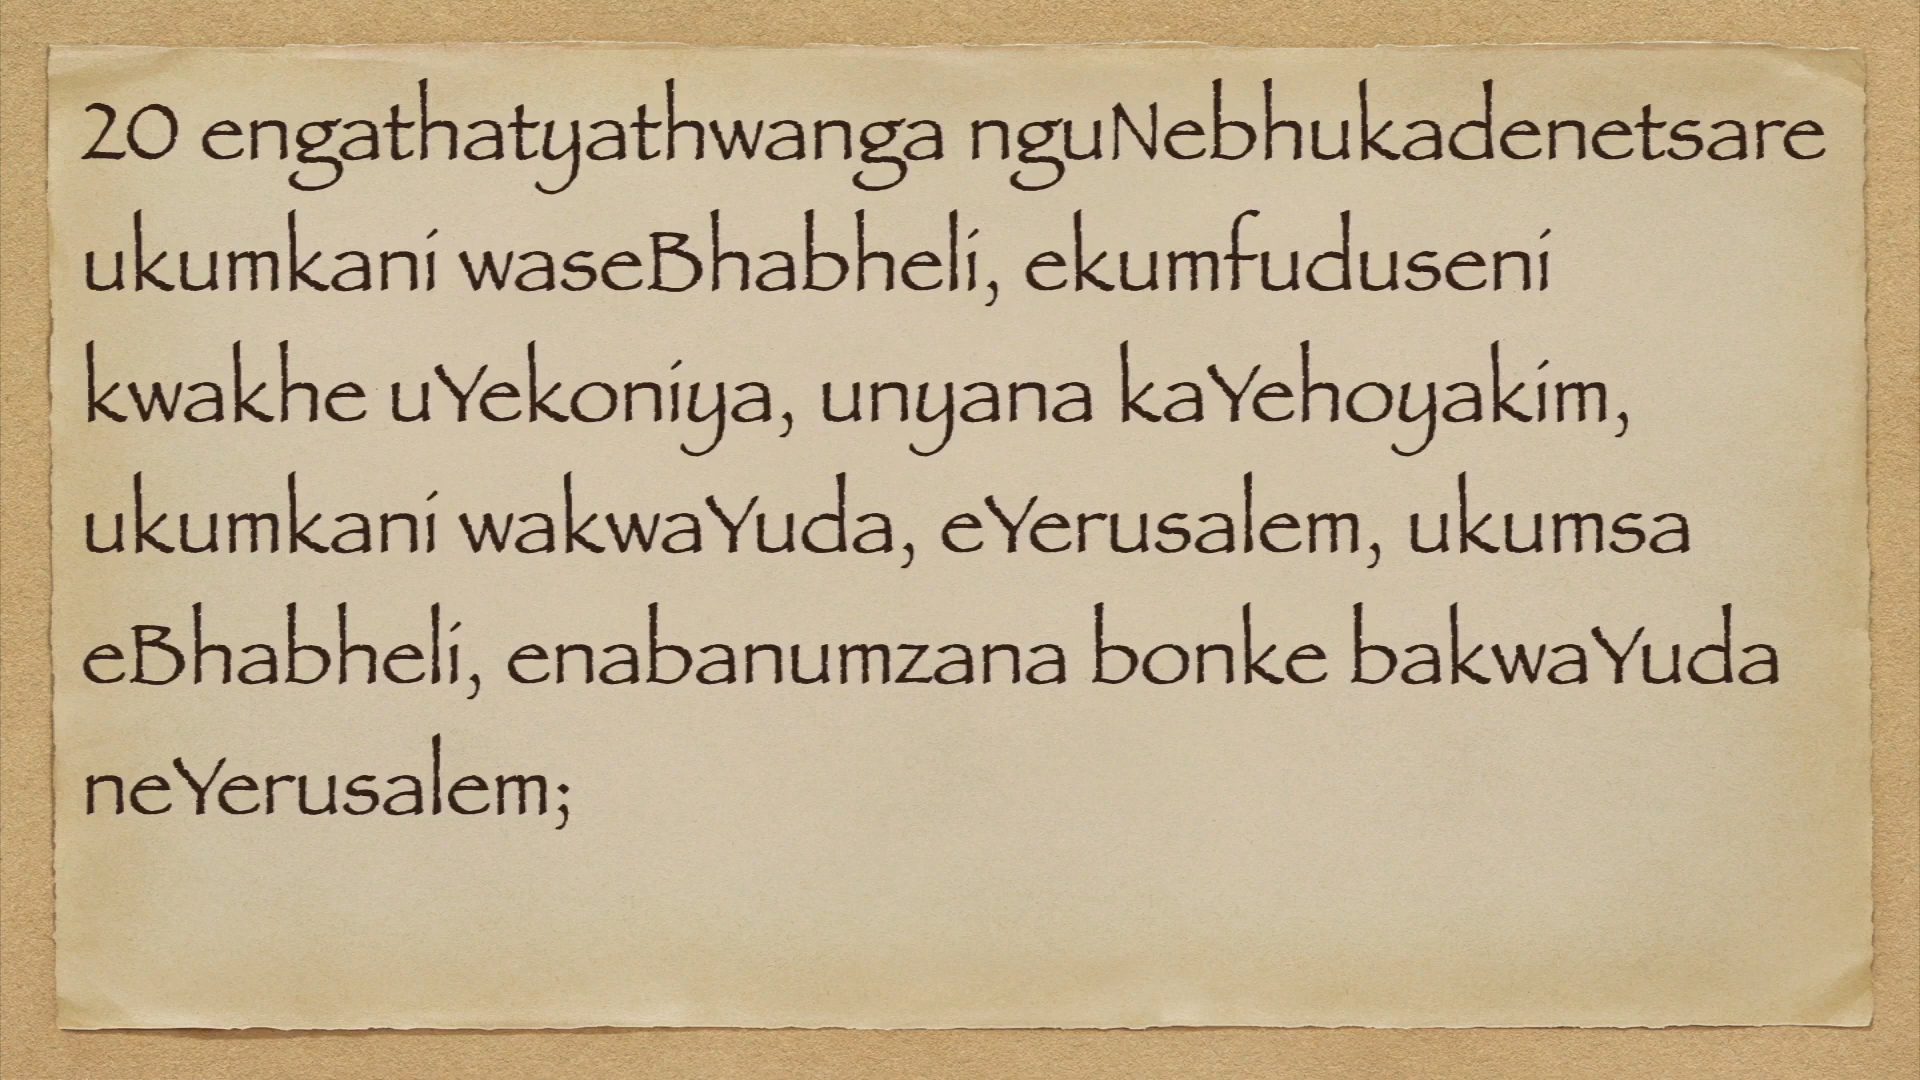 20 engathatyathwanga nguNebhukadenetsare
ukumkani waseBhabheli, ekumfuduseni
kwakhe uYekoniya, unyana kaYehoyakim,
ukumkani wakwaYuda, eYerusalem, ukumsa
eBhabheli, enabanumzana bonke bakwaYuda
neYerusalem;